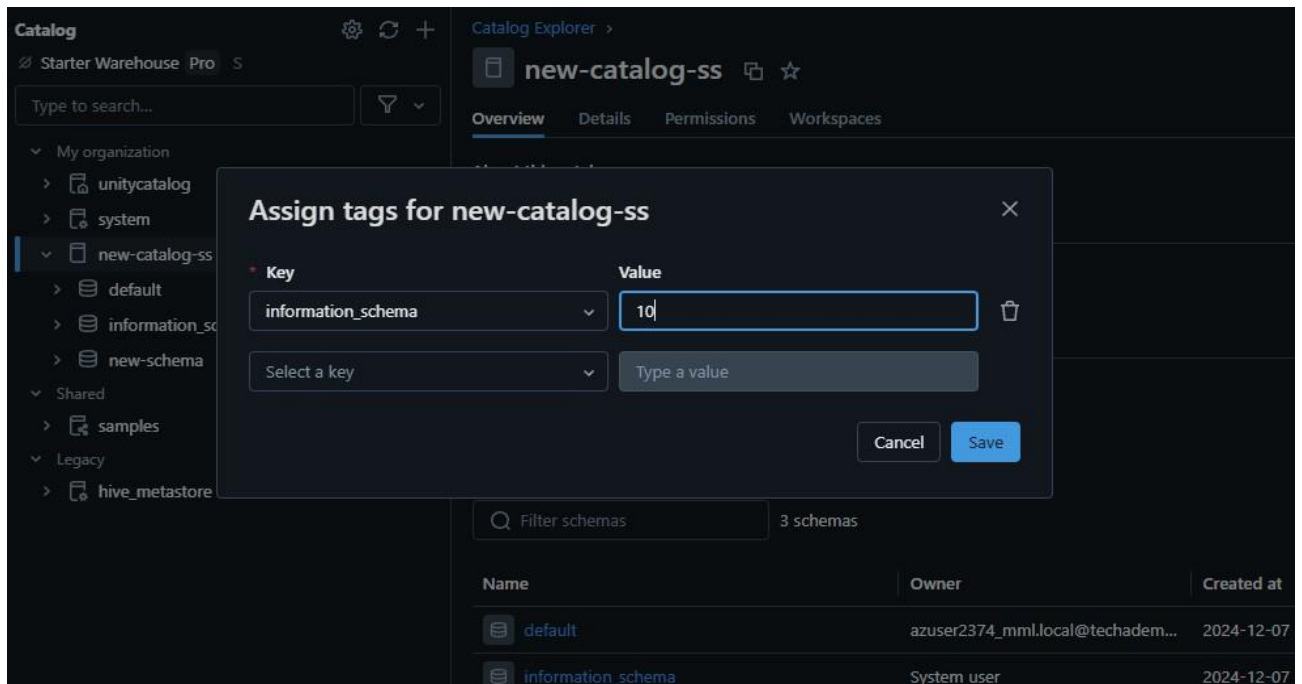 Catalog
Starter Warehouse Pro S
Type to search...
My organization
unitycatalog
system
new-catalog-ss
default
information_sc
new-schema
Shared
samples
Legacy
hive_metastore
Catalog Explorer >
new-catalog-ss
Overview Details Permissions Workspaces
Assign tags for new-catalog-ss
* Key Value
information_schema 10
Select a key Type a value
Cancel Save
Filter schemas 3 schemas
Name Owner Created at
default azuser2374_mml.local@techadem... 2024-12-07
information_schema System user 2024-12-07